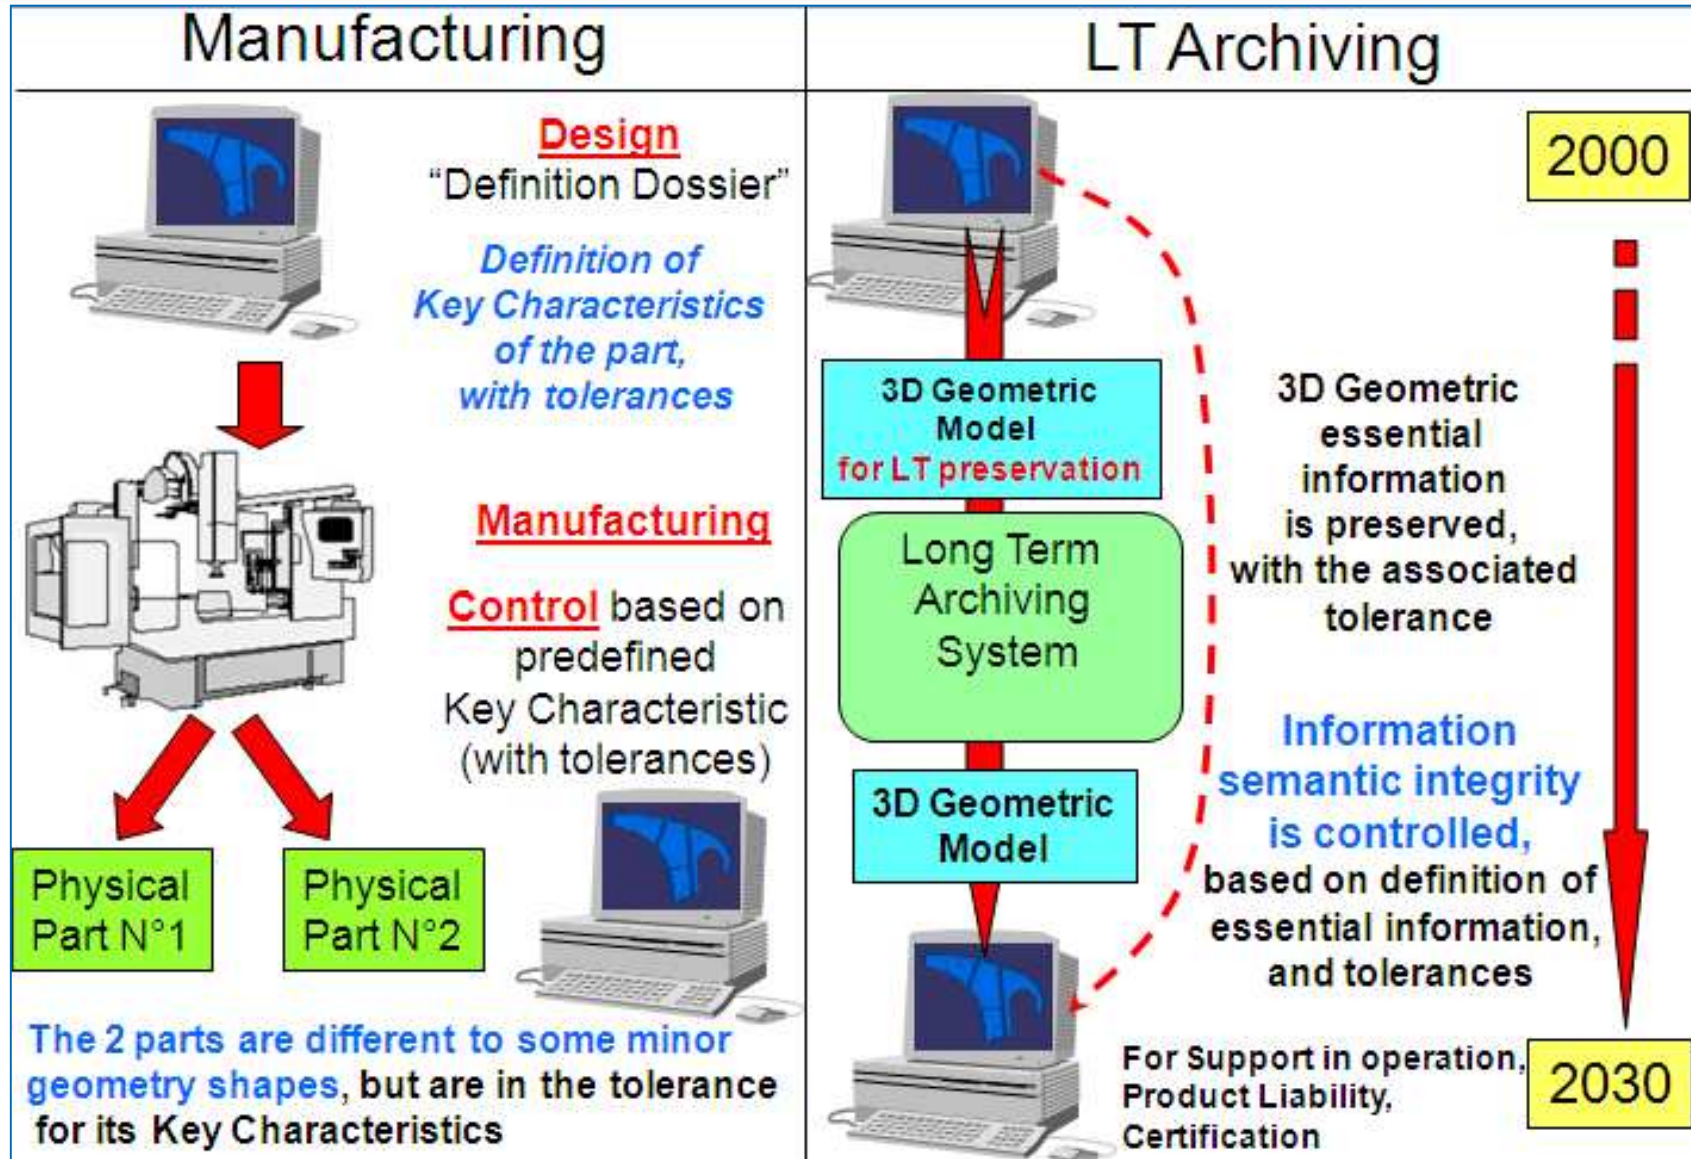 Manufacturing
Design
“Definition Dossier”
Definition of
Key Characteristics
of the part,
with tolerances
Manufacturing
Control based on
predefined
Key Characteristic
(with tolerances)
Physical
Part N°1
Physical
Part N°2
The 2 parts are different to some minor
geometry shapes, but are in the tolerance
for its Key Characteristics
LT Archiving
2000
3D Geometric
Model
for LT preservation
Long Term
Archiving
System
3D Geometric
Model
3D Geometric
essential
information
is preserved,
with the associated
tolerance
Information
semantic integrity
is controlled,
based on definition of
essential information,
and tolerances
For Support in operation,
Product Liability,
Certification
2030